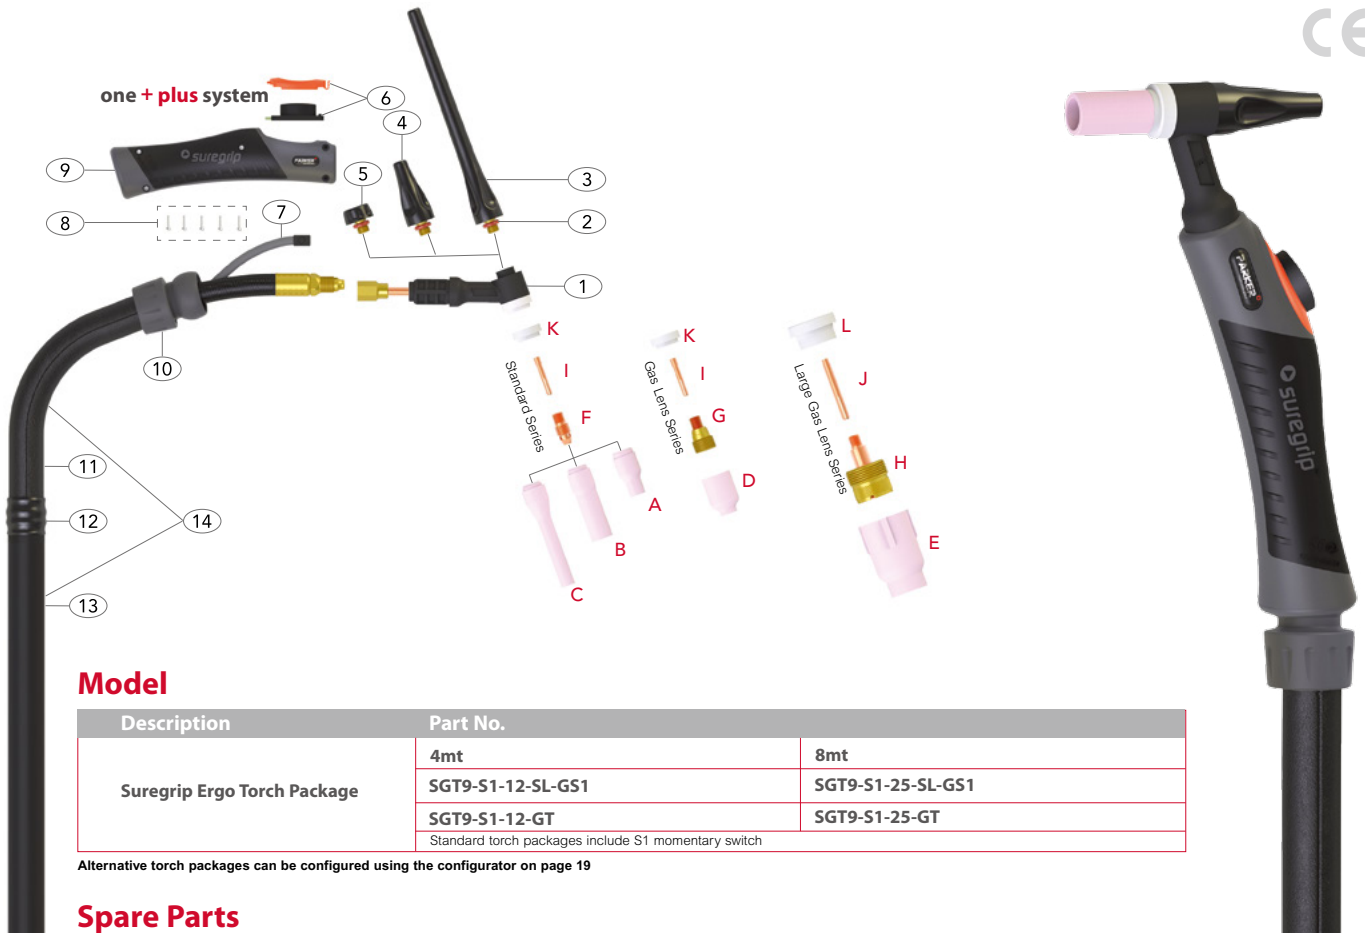 CE
one + plus system
6
4
suregrip
PARKER
9
5
3
8
7
2
1
10
K
K
L
Standard Series
I
Gas Lens Series
I
Large Gas Lens Series
J
F
G
H
A
D
B
E
C
11
12
14
13
PARKER
suregrip
Model
Description Part No.
4mt 8mt
Suregrip Ergo Torch Package SGT9-S1-12-SL-GS1 SGT9-S1-25-SL-GS1
SGT9-S1-12-GT SGT9-S1-25-GT
Standard torch packages include S1 momentary switch
Alternative torch packages can be configured using the configurator on page 19
Spare Parts